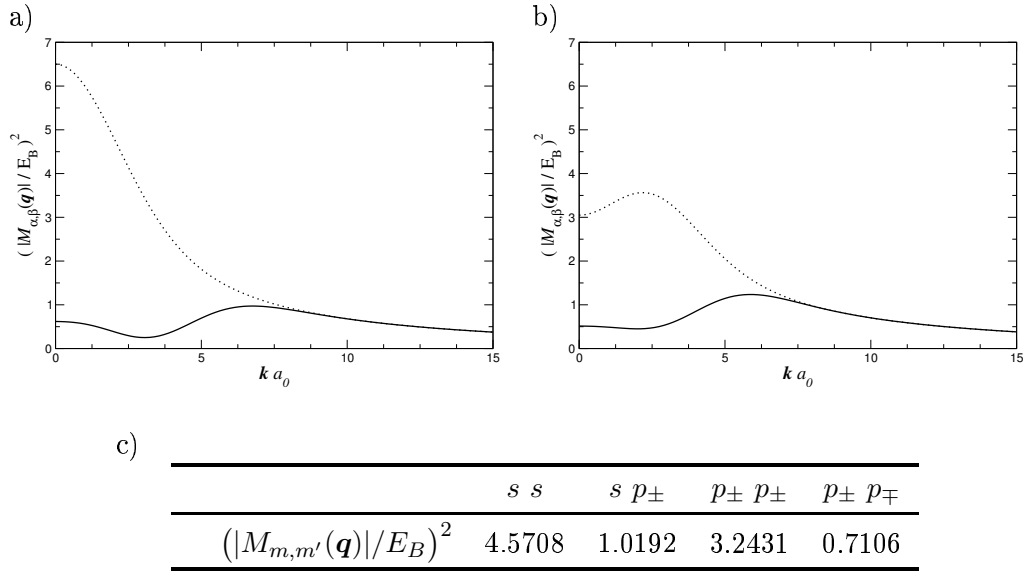 a)
b)
7
6
5
4
3
2
1
0
( |M_{α,β}(q)| / E_B )^2
0 5 10 15
k a_0
7
6
5
4
3
2
1
0
( |M_{α,β}(q)| / E_B )^2
0 5 10 15
k a_0
c)
s s s p_± p_± p_± p_± p_∓
(|M_{m,m′}(q)|/E_B)^2 4.5708 1.0192 3.2431 0.7106